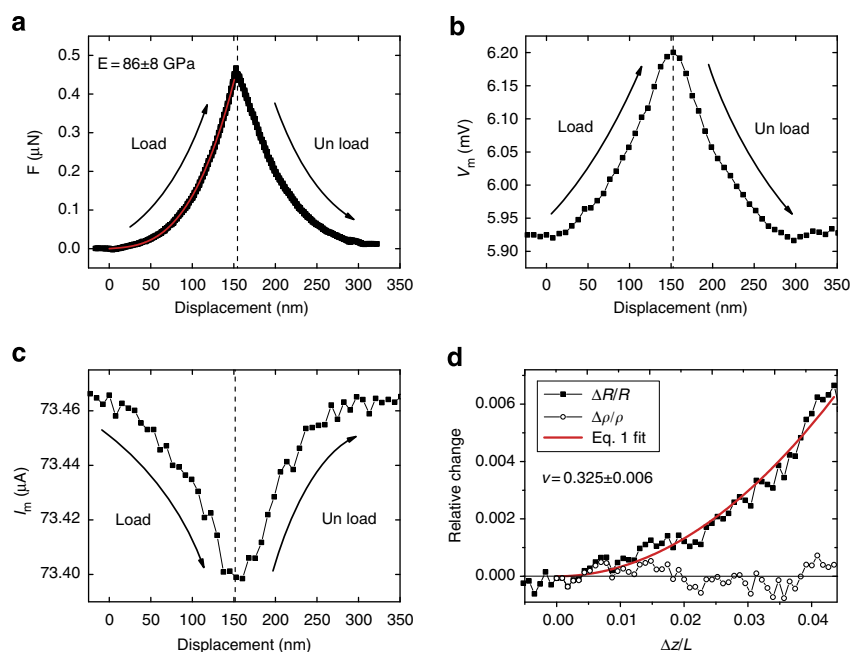 a
E = 86±8 GPa
Load
Un load
F (μN)
0.5
0.4
0.3
0.2
0.1
0.0
0 50 100 150 200 250 300 350
Displacement (nm)
b
Load
Un load
Vm (mV)
6.20
6.15
6.10
6.05
6.00
5.95
5.90
0 50 100 150 200 250 300 350
Displacement (nm)
c
Load
Un load
Im (μA)
73.46
73.44
73.42
73.40
0 50 100 150 200 250 300 350
Displacement (nm)
d
ΔR/R
Δρ/ρ
Eq. 1 fit
ν=0.325±0.006
Relative change
0.006
0.004
0.002
0.000
0.00 0.01 0.02 0.03 0.04
Δz/L